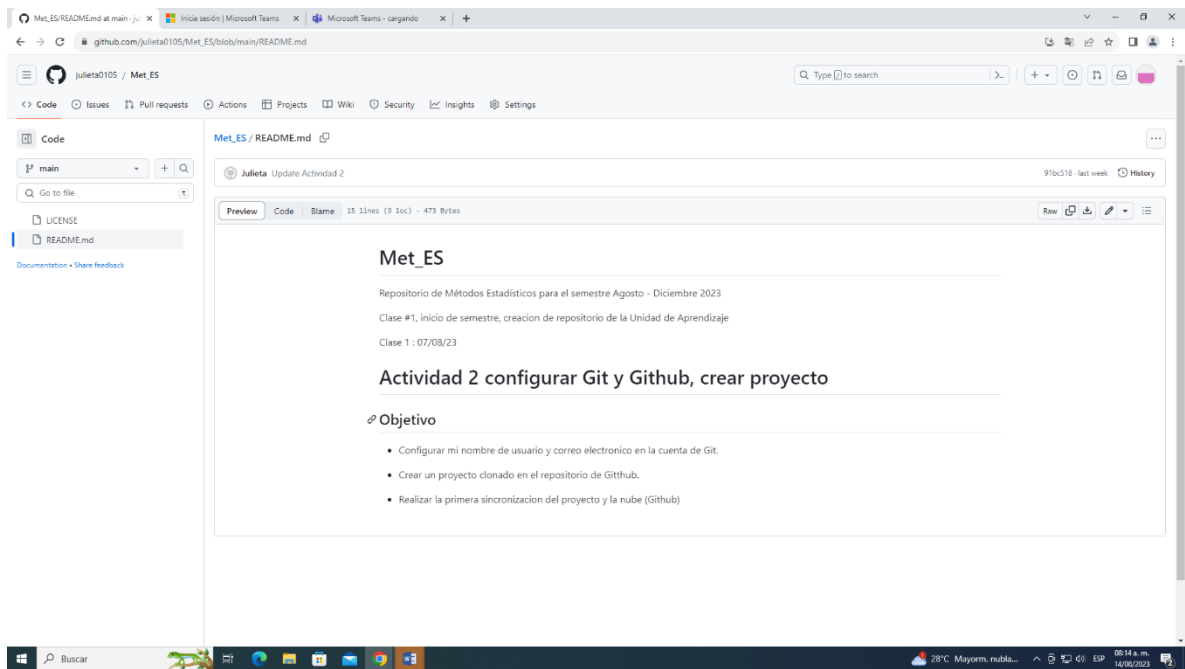 Met_ES/README.md at main · jul
Inicia sesión | Microsoft Teams
Microsoft Teams - cargando
github.com/julieta0105/Met_ES/blob/main/README.md
julieta0105 / Met_ES
Type / to search
Code Issues Pull requests Actions Projects Wiki Security Insights Settings
Code
main
Go to file t
LICENSE
README.md
Documentation • Share feedback
Met_ES / README.md
Julieta Update Actividad 2
91bc518 · last week History
Preview Code Blame 15 lines (9 loc) · 473 Bytes
Raw
Met_ES
Repositorio de Métodos Estadísticos para el semestre Agosto - Diciembre 2023
Clase #1, inicio de semestre, creacion de repositorio de la Unidad de Aprendizaje
Clase 1 : 07/08/23
Actividad 2 configurar Git y Github, crear proyecto
Objetivo
• Configurar mi nombre de usuario y correo electronico en la cuenta de Git.
• Crear un proyecto clonado en el repositorio de Gitthub.
• Realizar la primera sincronizacion del proyecto y la nube (Github)
Buscar
28°C Mayorm. nubla...
ESP
08:14 a. m.
14/08/2023